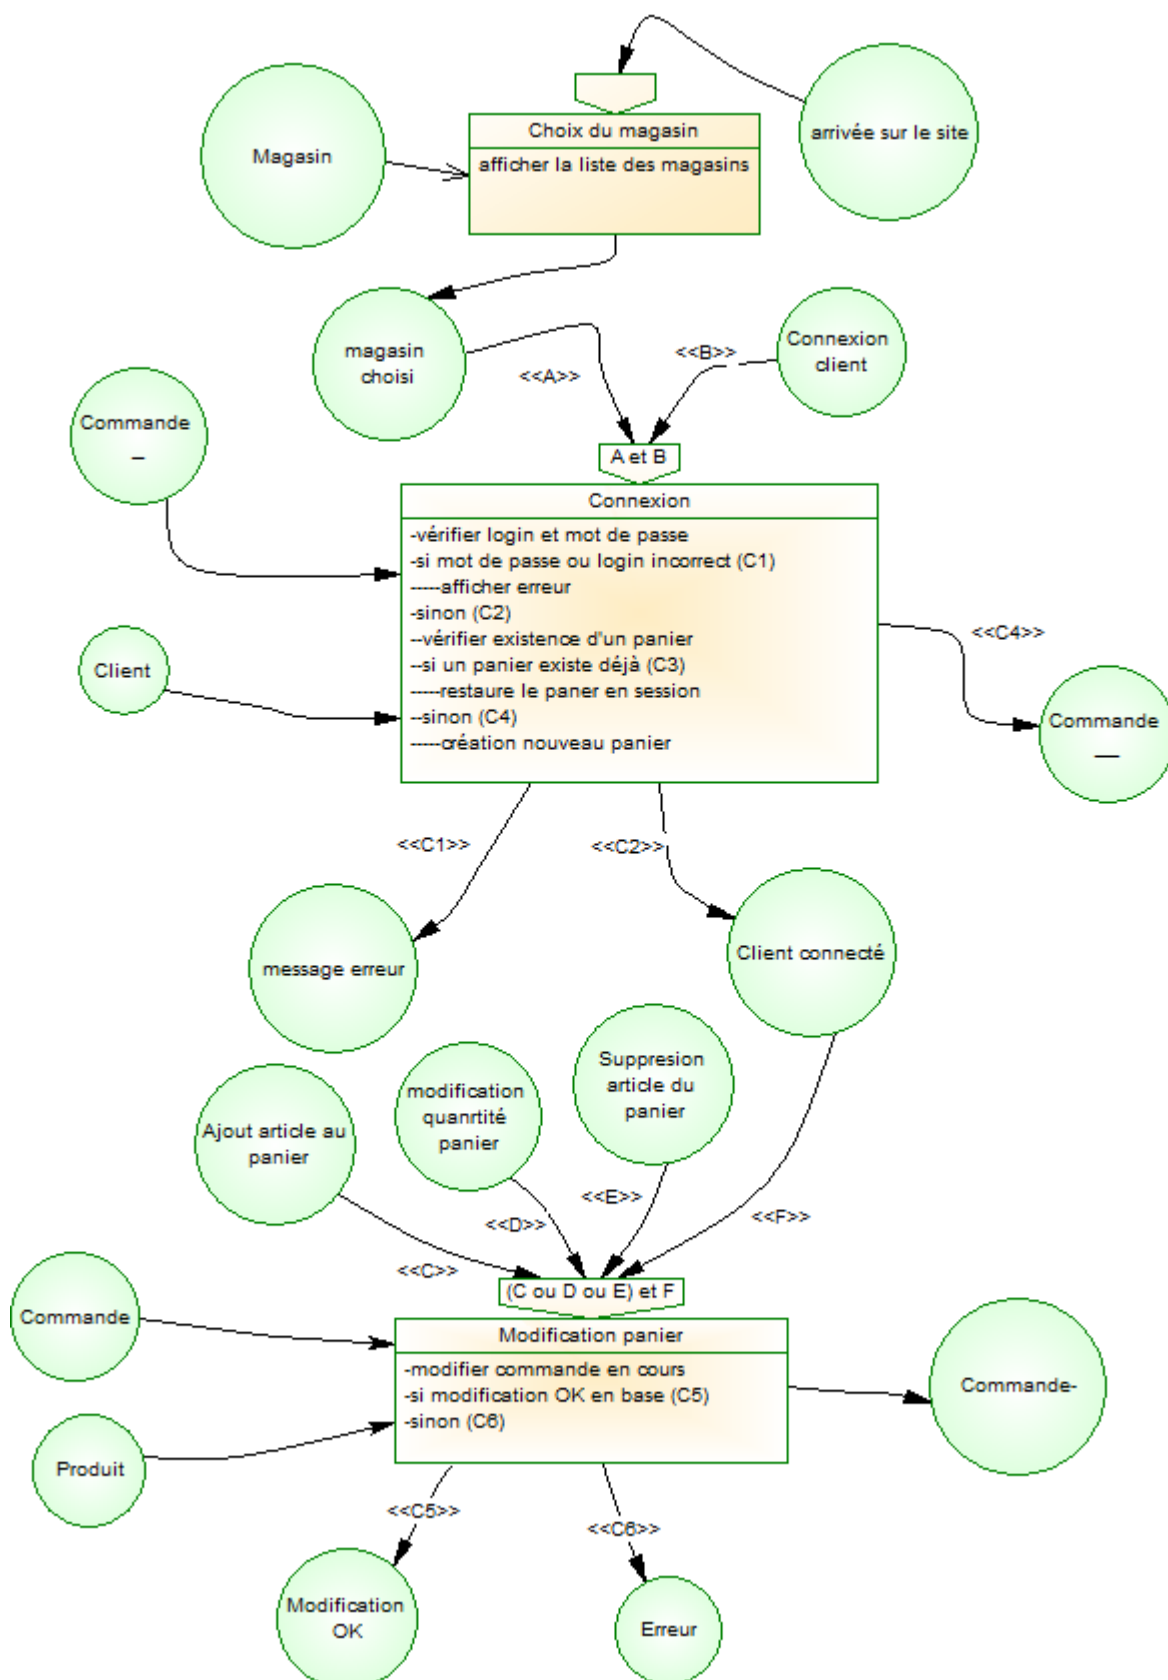 Choix du magasin
arrivée sur le site
Magasin
afficher la liste des magasins
magasin
choisi
<<A>>
<<B>>
Connexion
client
Commande
_
A et B
Connexion
-vérifier login et mot de passe
-si mot de passe ou login incorrect (C1)
-----afficher erreur
-sinon (C2)
--vérifier existence d'un panier
--si un panier existe déjà (C3)
-----restaure le paner en session
--sinon (C4)
-----création nouveau panier
Client
<<C4>>
Commande
__
<<C1>>
<<C2>>
message erreur
Client connecté
Ajout article au
panier
modification
quanrtité
panier
Suppresion
article du
panier
<<C>>
<<D>>
<<E>>
<<F>>
(C ou D ou E) et F
Commande
Modification panier
-modifier commande en cours
-si modification OK en base (C5)
-sinon (C6)
Commande-
Produit
<<C5>>
<<C6>>
Modification
OK
Erreur